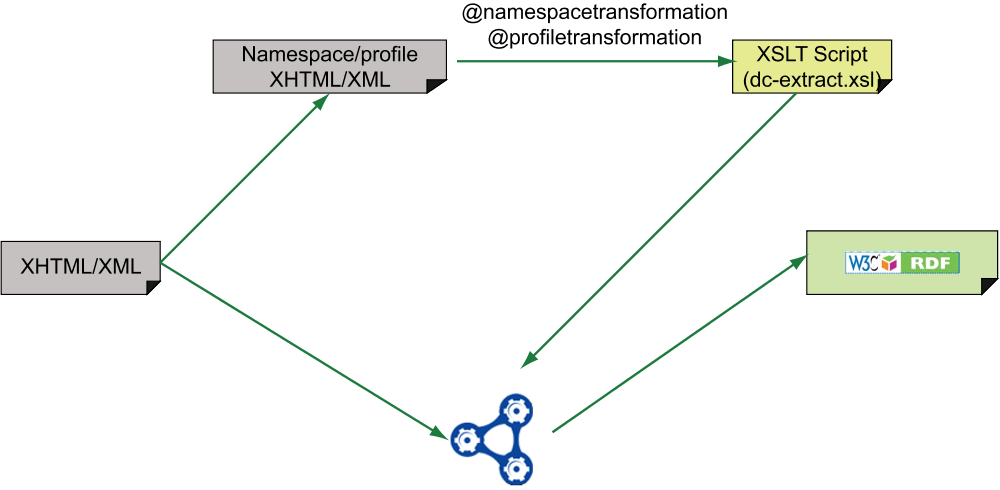 @namespacetransformation
@profiletransformation
Namespace/profile
XHTML/XML
XSLT Script
(dc-extract.xsl)
XHTML/XML
W3C RDF